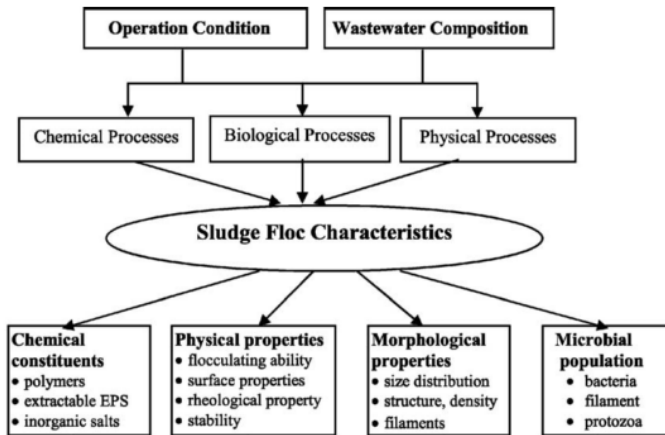 Operation Condition
Wastewater Composition
Chemical Processes
Biological Processes
Physical Processes
Sludge Floc Characteristics
Chemical
constituents
• polymers
• extractable EPS
• inorganic salts
Physical properties
• flocculating ability
• surface properties
• rheological property
• stability
Morphological
properties
• size distribution
• structure, density
• filaments
Microbial
population
• bacteria
• filament
• protozoa